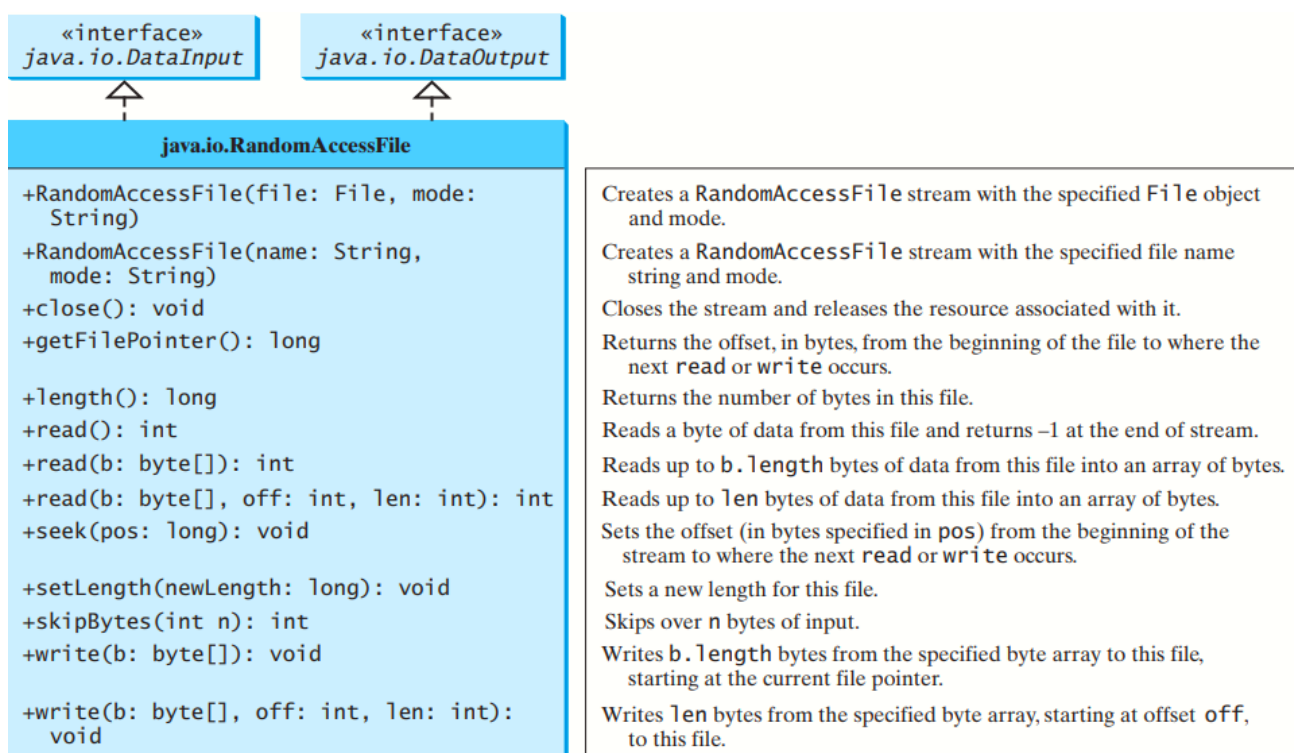 «interface»
java.io.DataInput
«interface»
java.io.DataOutput
java.io.RandomAccessFile
+RandomAccessFile(file: File, mode:
String)
Creates a RandomAccessFile stream with the specified File object
and mode.
+RandomAccessFile(name: String,
mode: String)
Creates a RandomAccessFile stream with the specified file name
string and mode.
+close(): void
Closes the stream and releases the resource associated with it.
+getFilePointer(): long
Returns the offset, in bytes, from the beginning of the file to where the
next read or write occurs.
+length(): long
Returns the number of bytes in this file.
+read(): int
Reads a byte of data from this file and returns –1 at the end of stream.
+read(b: byte[]): int
Reads up to b.length bytes of data from this file into an array of bytes.
+read(b: byte[], off: int, len: int): int
Reads up to len bytes of data from this file into an array of bytes.
+seek(pos: long): void
Sets the offset (in bytes specified in pos) from the beginning of the
stream to where the next read or write occurs.
+setLength(newLength: long): void
Sets a new length for this file.
+skipBytes(int n): int
Skips over n bytes of input.
+write(b: byte[]): void
Writes b.length bytes from the specified byte array to this file,
starting at the current file pointer.
+write(b: byte[], off: int, len: int):
void
Writes len bytes from the specified byte array, starting at offset off,
to this file.